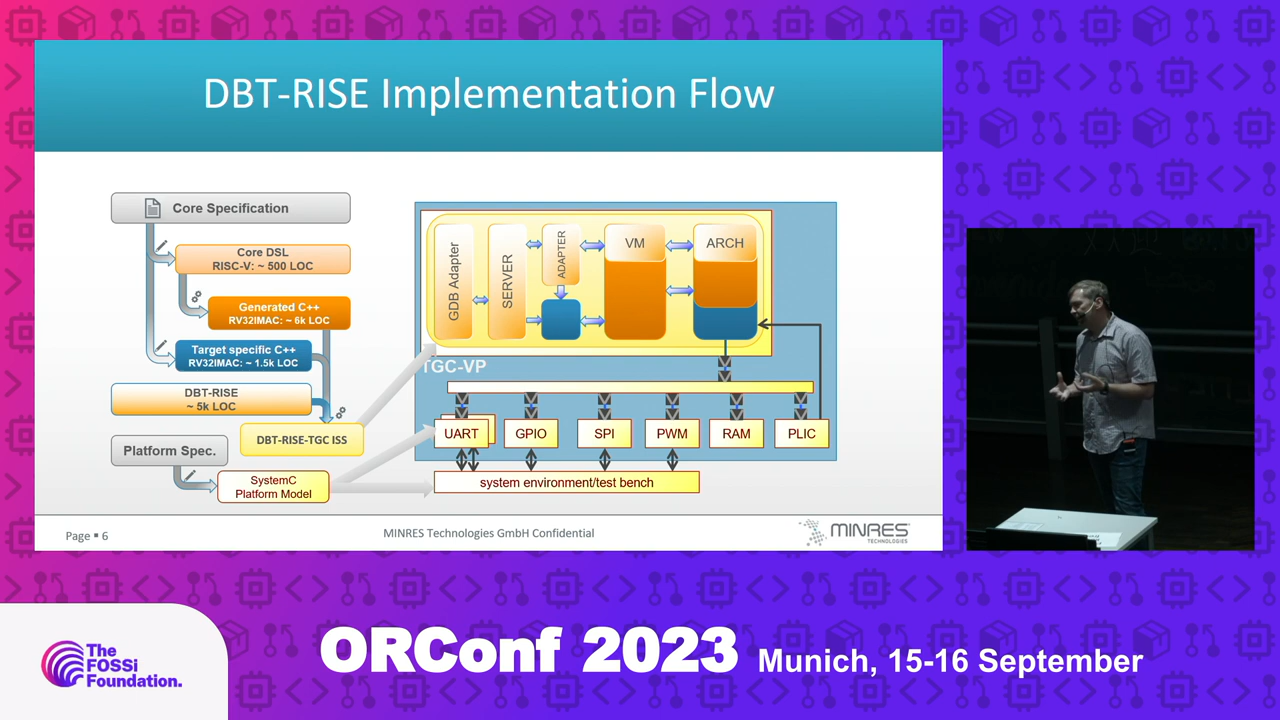 DBT-RISE Implementation Flow
Core Specification
Core DSL
RISC-V: ~ 500 LOC
Generated C++
RV32IMAC: ~ 6k LOC
Target specific C++
RV32IMAC: ~ 1.5k LOC
DBT-RISE
~ 5k LOC
DBT-RISE-TGC ISS
Platform Spec.
SystemC
Platform Model
GDB Adapter
SERVER
ADAPTER
VM
ARCH
TGC-VP
UART
GPIO
SPI
PWM
RAM
PLIC
system environment/test bench
Page ▪ 6
MINRES Technologies GmbH Confidential
MINRES
TECHNOLOGIES
The
FOSSi
Foundation.
ORConf 2023
Munich, 15-16 September